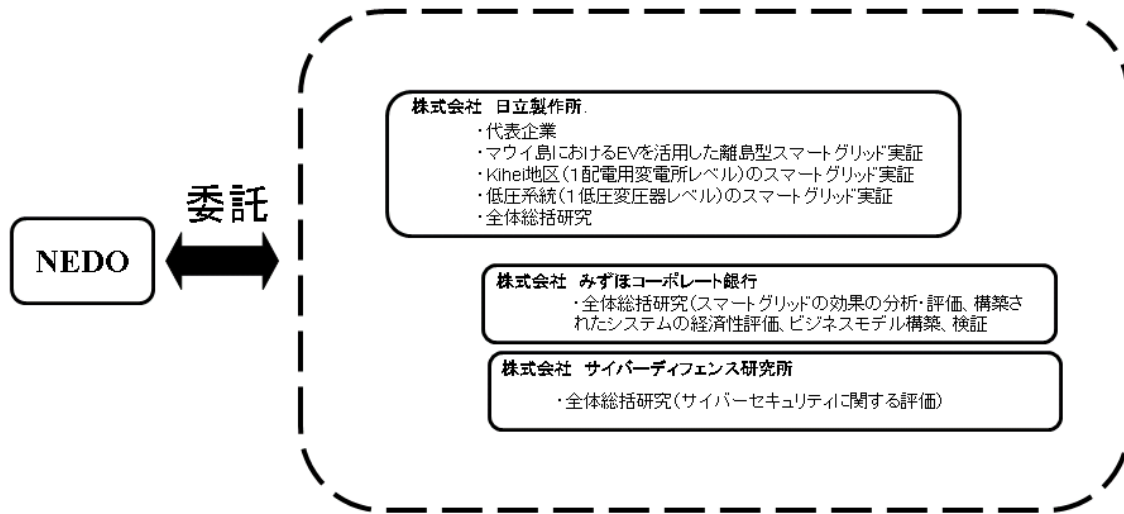 株式会社 日立製作所.
・代表企業
・マウイ島におけるEVを活用した離島型スマートグリッド実証
・Kihei地区(1配電用変電所レベル)のスマートグリッド実証
・低圧系統(1低圧変圧器レベル)のスマートグリッド実証
・全体総括研究
委託
NEDO
株式会社 みずほコーポレート銀行
・全体総括研究(スマートグリッドの効果の分析・評価、構築さ
れたシステムの経済性評価、ビジネスモデル構築、検証
株式会社 サイバーディフェンス研究所
・全体総括研究(サイバーセキュリティに関する評価)